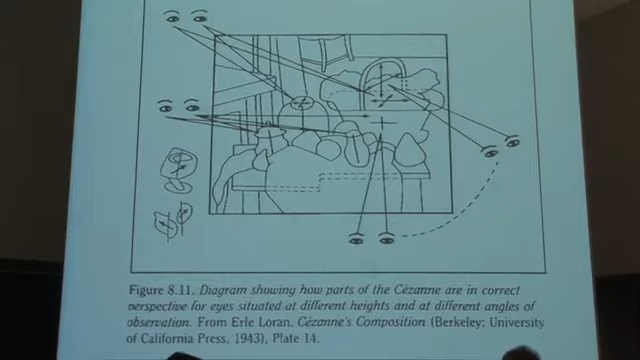 Figure 8.11. Diagram showing how parts of the Cézanne are in correct
perspective for eyes situated at different heights and at different angles of
observation. From Erle Loran, Cézanne's Composition (Berkeley: University
of California Press, 1943), Plate 14.